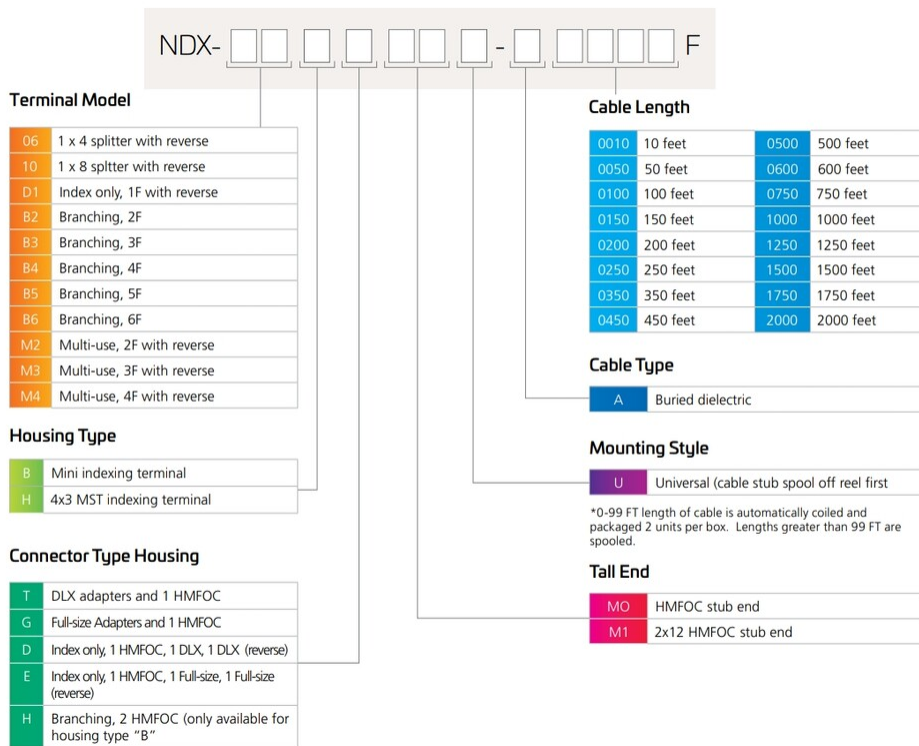 NDX- - F
Terminal Model
06 1 x 4 splitter with reverse
10 1 x 8 spltter with reverse
D1 Index only, 1F with reverse
B2 Branching, 2F
B3 Branching, 3F
B4 Branching, 4F
B5 Branching, 5F
B6 Branching, 6F
M2 Multi-use, 2F with reverse
M3 Multi-use, 3F with reverse
M4 Multi-use, 4F with reverse
Housing Type
B Mini indexing terminal
H 4x3 MST indexing terminal
Connector Type Housing
T DLX adapters and 1 HMFOC
G Full-size Adapters and 1 HMFOC
D Index only, 1 HMFOC, 1 DLX, 1 DLX (reverse)
E Index only, 1 HMFOC, 1 Full-size, 1 Full-size
(reverse)
H Branching, 2 HMFOC (only available for
housing type "B"
Cable Length
0010 10 feet 0500 500 feet
0050 50 feet 0600 600 feet
0100 100 feet 0750 750 feet
0150 150 feet 1000 1000 feet
0200 200 feet 1250 1250 feet
0250 250 feet 1500 1500 feet
0350 350 feet 1750 1750 feet
0450 450 feet 2000 2000 feet
Cable Type
A Buried dielectric
Mounting Style
U Universal (cable stub spool off reel first
*0-99 FT length of cable is automatically coiled and
packaged 2 units per box. Lengths greater than 99 FT are
spooled.
Tall End
MO HMFOC stub end
M1 2x12 HMFOC stub end